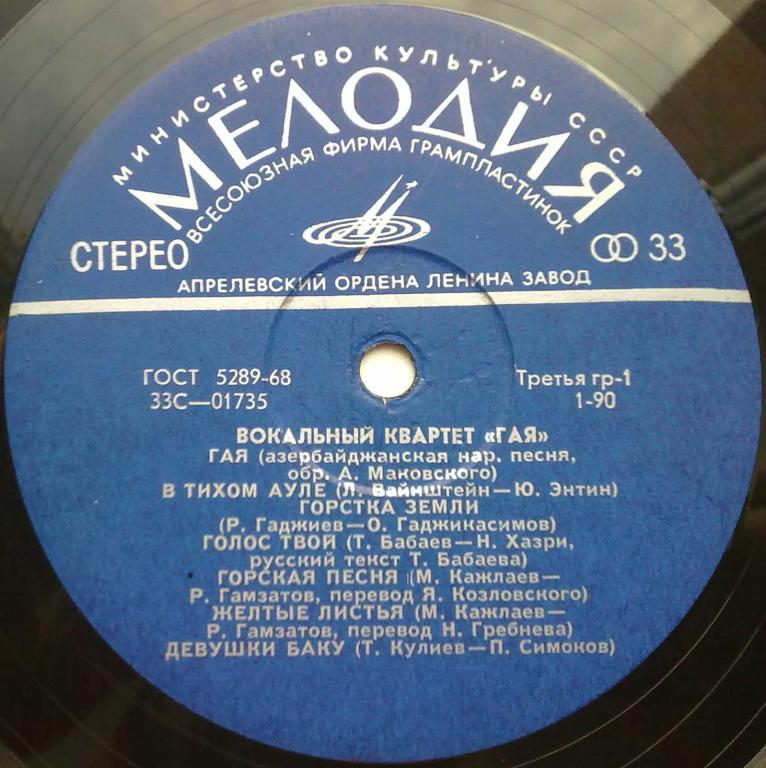 МИНИСТЕРСТВО КУЛЬТУРЫ СССР
МЕЛОДИЯ
ВСЕСОЮЗНАЯ ФИРМА ГРАМПЛАСТИНОК
СТЕРЕО
33
АПРЕЛЕВСКИЙ ОРДЕНА ЛЕНИНА ЗАВОД
ГОСТ 5289-68
Третья гр-1
33С—01735
1-90
ВОКАЛЬНЫЙ КВАРТЕТ «ГАЯ»
ГАЯ (азербайджанская нар. песня,
обр. А. Маковского)
В ТИХОМ АУЛЕ (Л. Вайнштейн—Ю. Энтин)
ГОРСТКА ЗЕМЛИ
(Р. Гаджиев—О. Гаджикасимов)
ГОЛОС ТВОЙ (Т. Бабаев—Н. Хазри,
русский текст Т. Бабаева)
ГОРСКАЯ ПЕСНЯ (М. Кажлаев—
Р. Гамзатов, перевод Я. Козловского)
ЖЕЛТЫЕ ЛИСТЬЯ (М. Кажлаев—
Р. Гамзатов, перевод Н. Гребнева)
ДЕВУШКИ БАКУ (Т. Кулиев—П. Симоков)